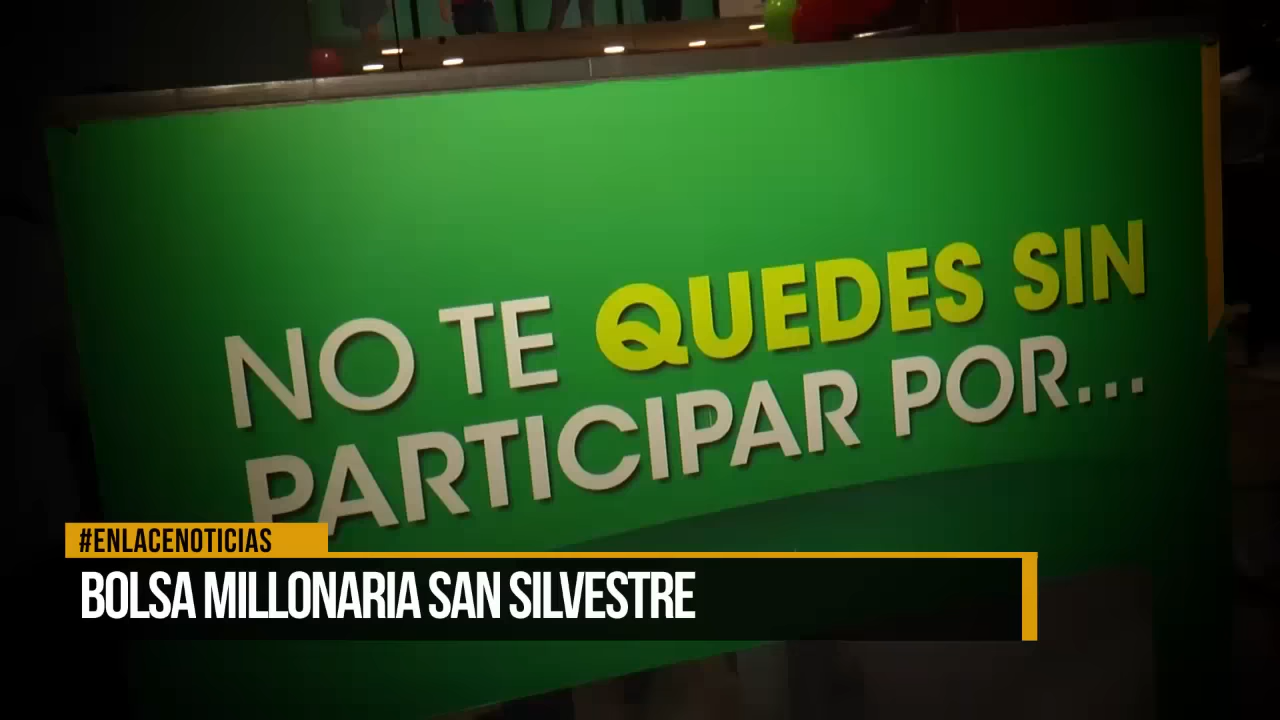 NO TE QUEDES SIN
PARTICIPAR POR...
#ENLACENOTICIAS
BOLSA MILLONARIA SAN SILVESTRE